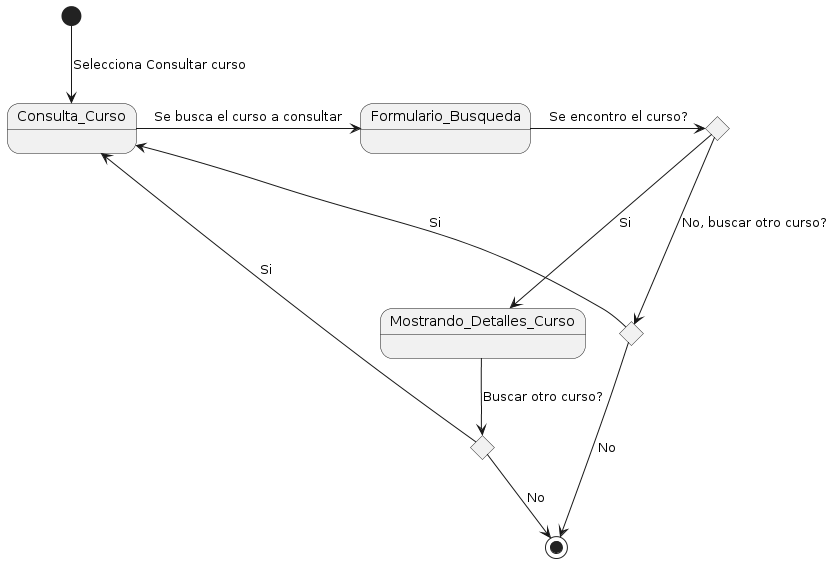 Selecciona Consultar curso
Consulta_Curso
Se busca el curso a consultar
Formulario_Busqueda
Se encontro el curso?
Si
Si
No, buscar otro curso?
Si
Mostrando_Detalles_Curso
Buscar otro curso?
No
No